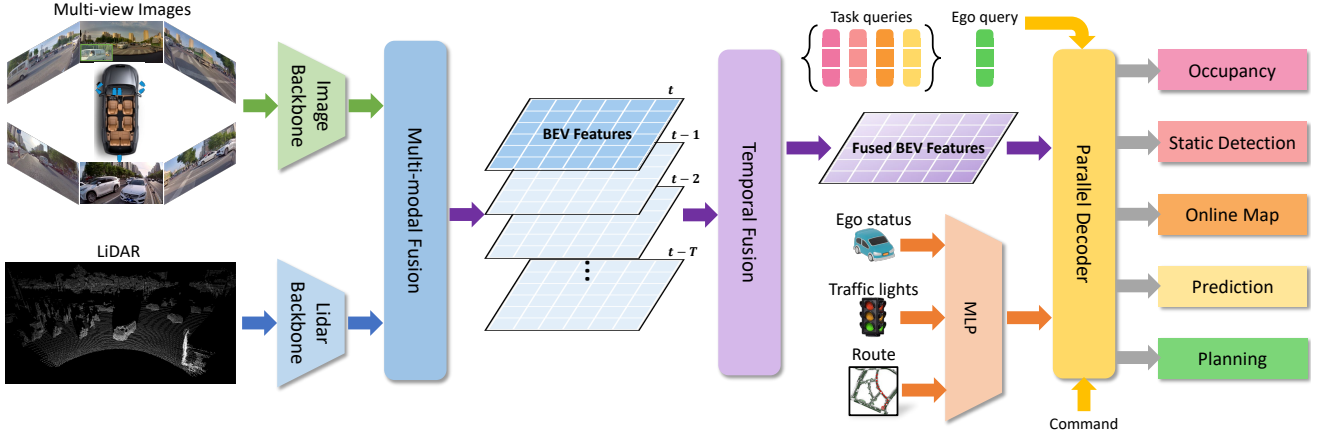 Multi-view Images
Image
Backbone
LiDAR
Lidar
Backbone
Multi-modal Fusion
t
BEV Features
t − 1
t − 2
t − T
Temporal Fusion
Task queries
Ego query
Fused BEV Features
Ego status
Traffic lights
Route
MLP
Parallel Decoder
Command
Occupancy
Static Detection
Online Map
Prediction
Planning